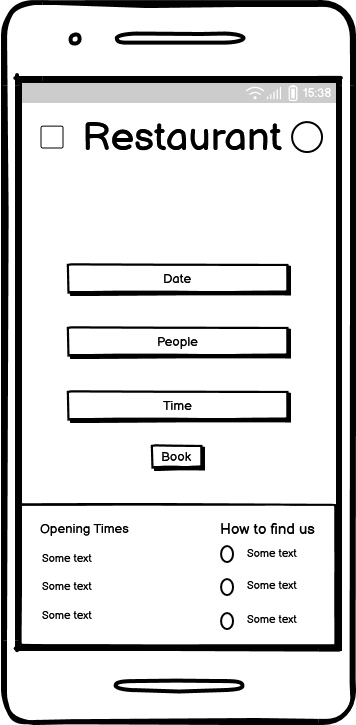 15:38
Restaurant
Date
People
Time
Book
Opening Times
Some text
Some text
Some text
How to find us
Some text
Some text
Some text